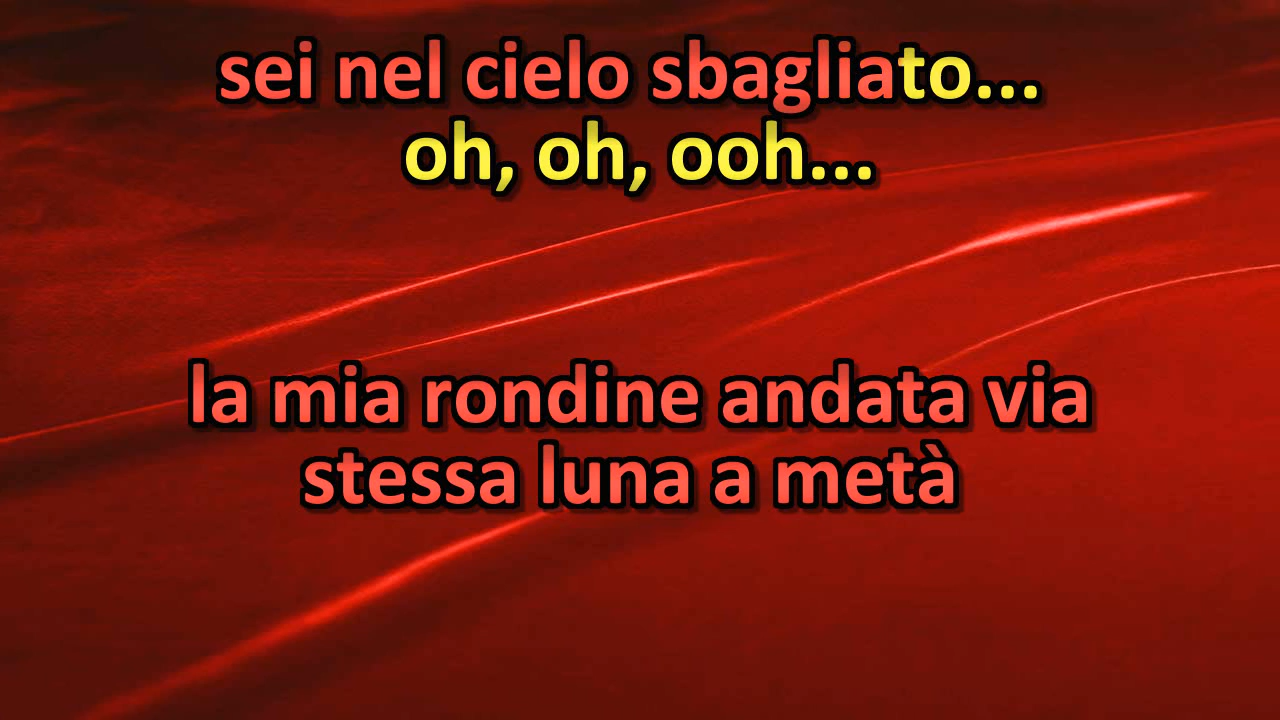 sei nel cielo sbagliato...
oh, oh, ooh...
la mia rondine andata via
stessa luna a metà